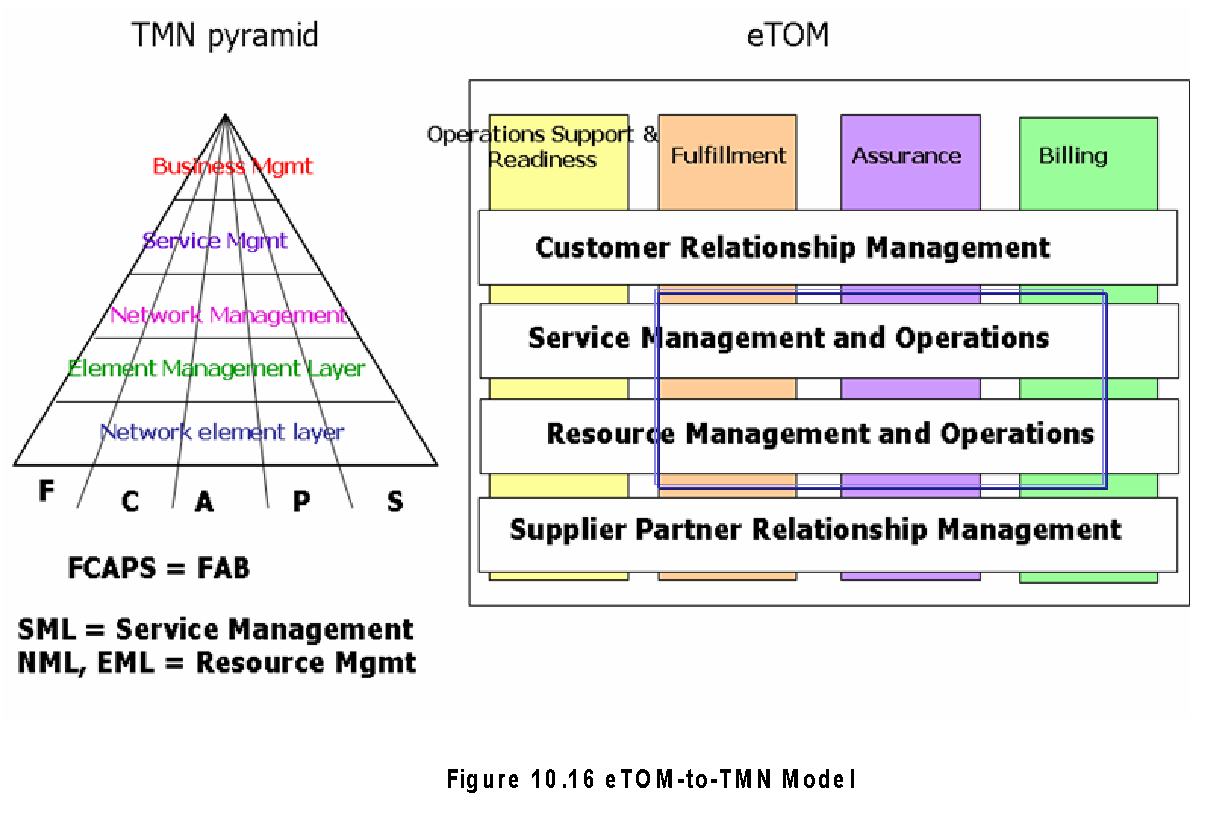 TMN pyramid
eTOM
Business Mgmt
Service Mgmt
Network Management
Element Management Layer
Network element layer
F C A P S
FCAPS = FAB
SML = Service Management
NML, EML = Resource Mgmt
Operations Support &
Readiness
Fulfillment
Assurance
Billing
Customer Relationship Management
Service Management and Operations
Resource Management and Operations
Supplier Partner Relationship Management
Figure 10.16 eTOM-to-TMN Model